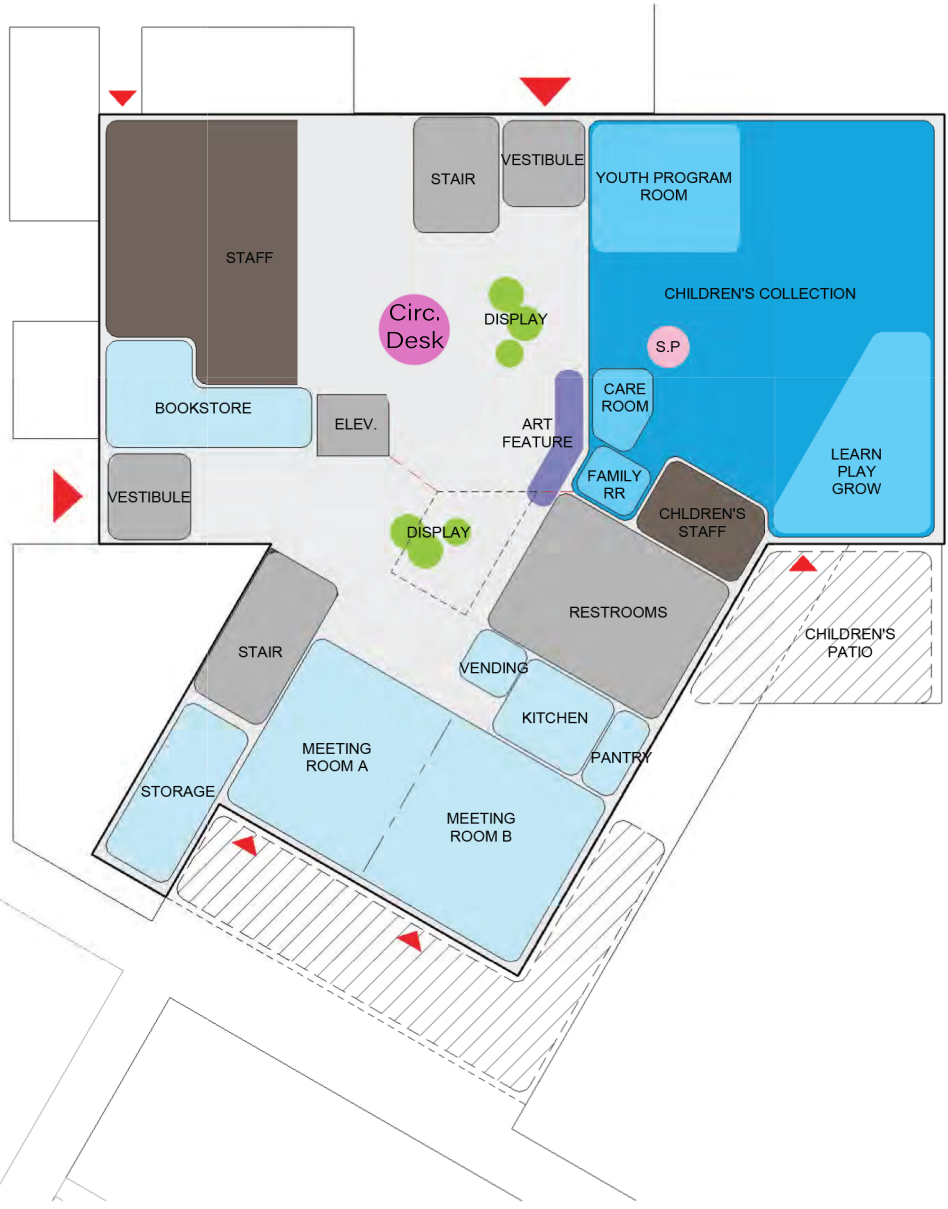 STAIR
VESTIBULE
YOUTH PROGRAM
ROOM
STAFF
CHILDREN'S COLLECTION
Circ.
Desk
DISPLAY
S.P
CARE
ROOM
BOOKSTORE
ELEV.
ART
FEATURE
LEARN
PLAY
GROW
FAMILY
RR
VESTIBULE
CHLDREN'S
STAFF
DISPLAY
RESTROOMS
CHILDREN'S
PATIO
STAIR
VENDING
KITCHEN
MEETING
ROOM A
PANTRY
STORAGE
MEETING
ROOM B